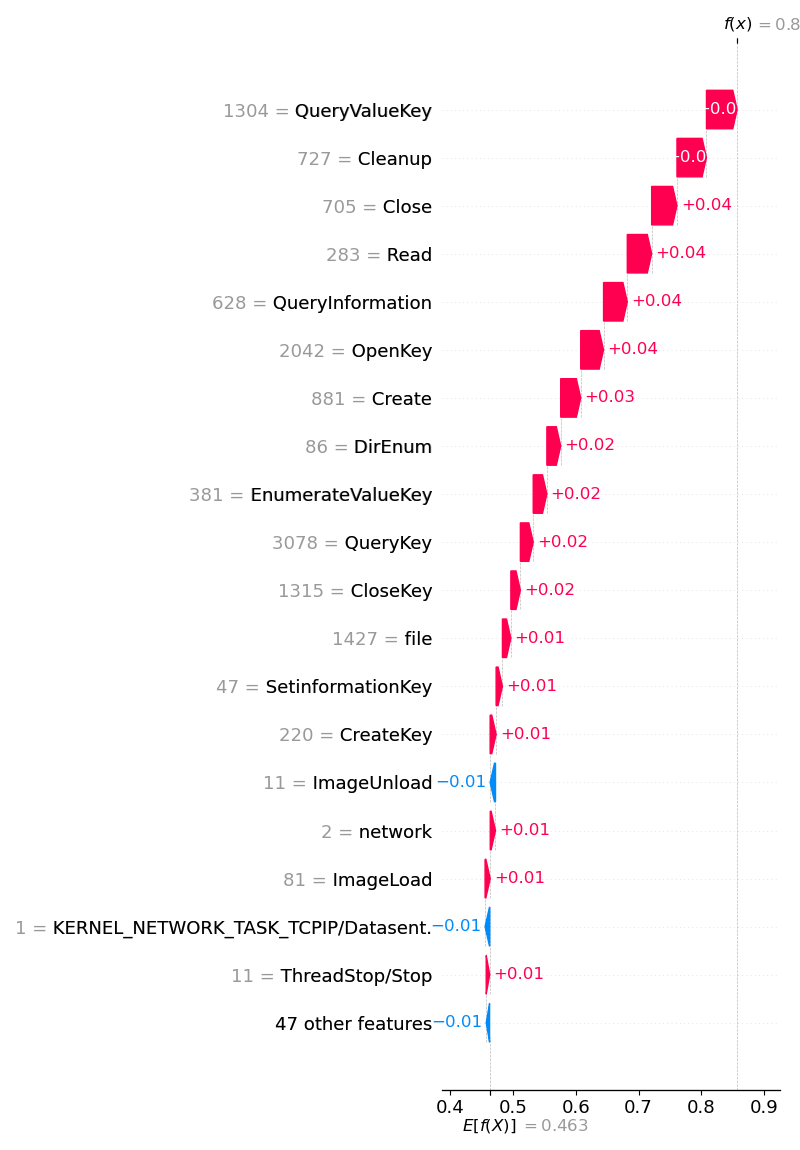 f(x) = 0.8
1304 = QueryValueKey
727 = Cleanup
705 = Close +0.04
283 = Read +0.04
628 = QueryInformation +0.04
2042 = OpenKey +0.04
881 = Create +0.03
86 = DirEnum +0.02
381 = EnumerateValueKey +0.02
3078 = QueryKey +0.02
1315 = CloseKey +0.02
1427 = file +0.01
47 = SetinformationKey +0.01
220 = CreateKey +0.01
11 = ImageUnload −0.01
2 = network +0.01
81 = ImageLoad +0.01
1 = KERNEL_NETWORK_TASK_TCPIP/Datasent. −0.01
11 = ThreadStop/Stop +0.01
47 other features −0.01
0.4 0.5 0.6 0.7 0.8 0.9
E[f(X)] = 0.463